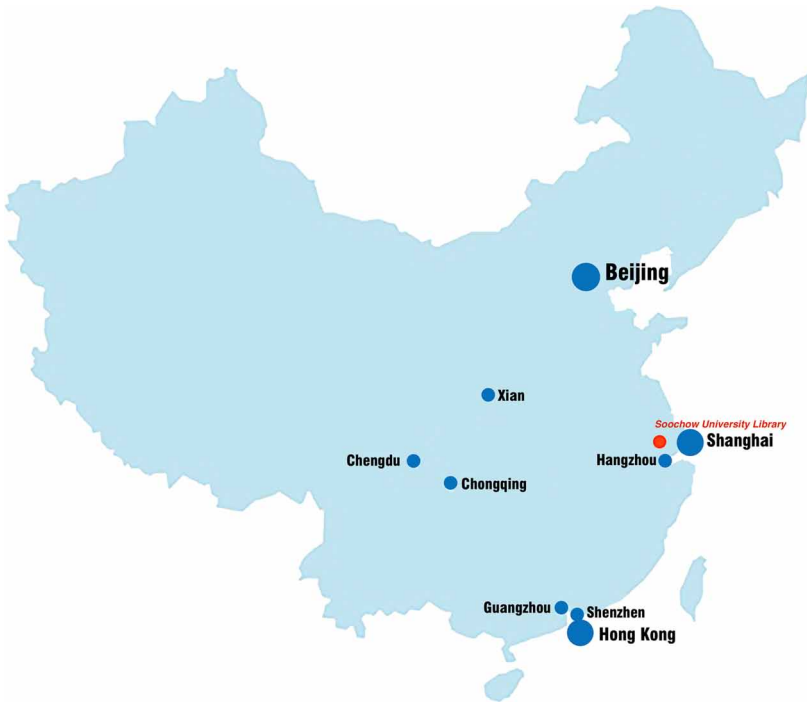 Beijing
Xian
Soochow University Library
Shanghai
Hangzhou
Chengdu
Chongqing
Guangzhou
Shenzhen
Hong Kong